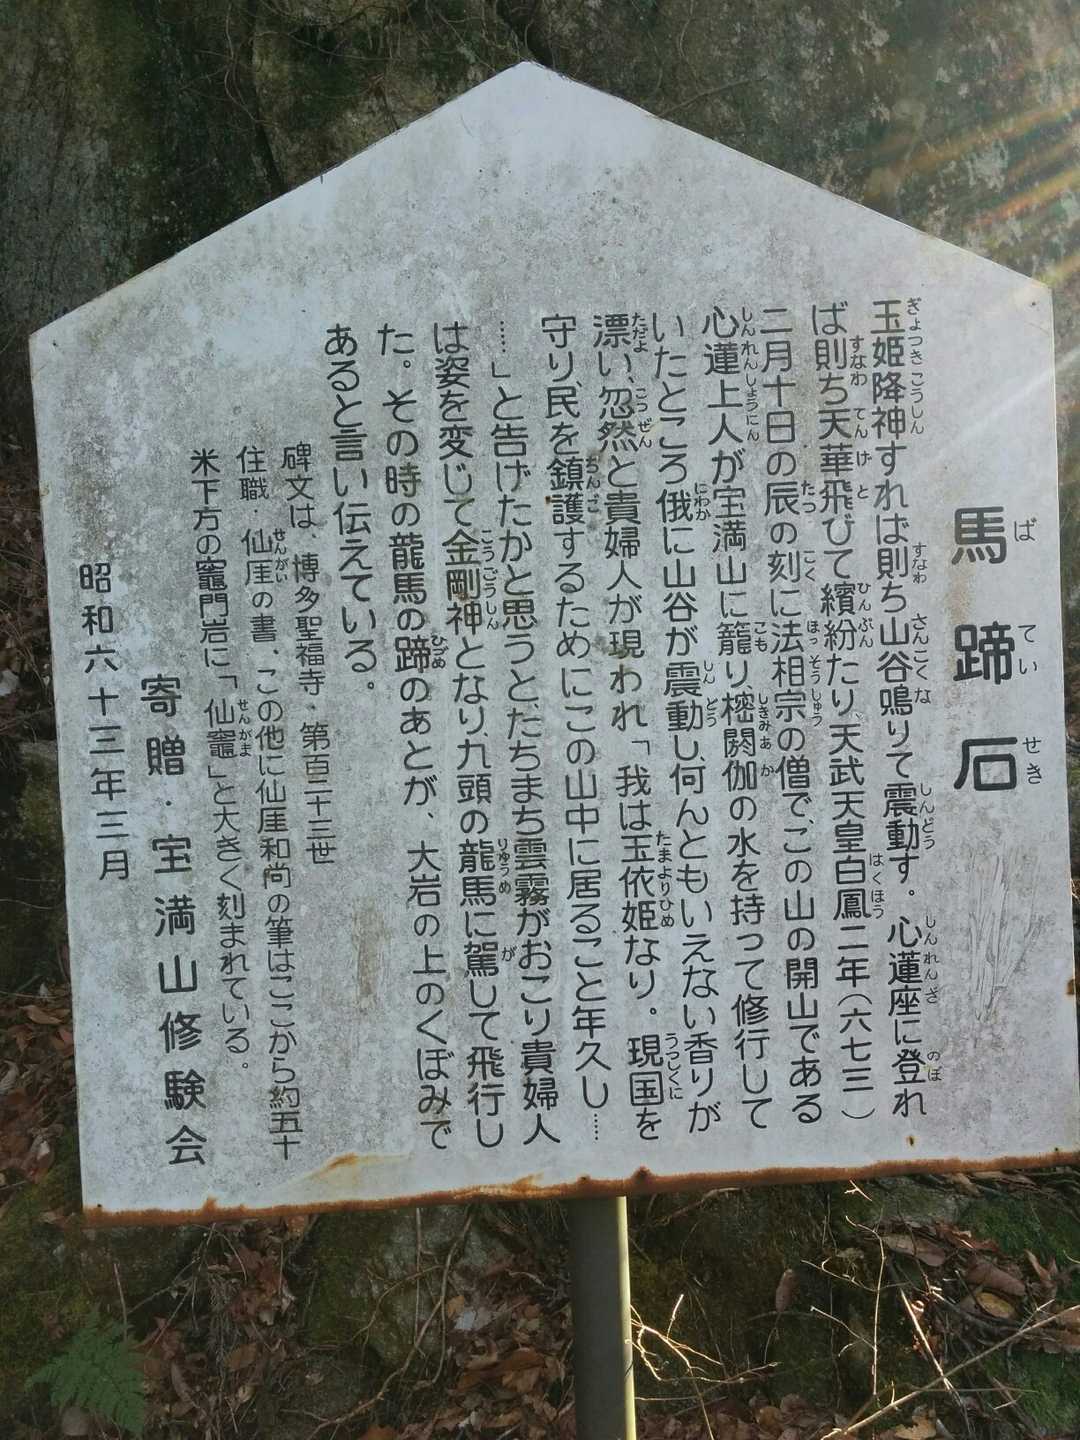 馬蹄石
玉姫降神すれば則ち山谷鳴りて震動す。心蓮座に登れ
ば則ち天華飛びて繽紛たり、天武天皇白鳳二年(六七三)
二月十日の辰の刻に法相宗の僧で、この山の開山である
心蓮上人が宝満山に籠り樒閼伽の水を持って修行して
いたところ俄に山谷が震動し、何んともいえない香りが
漂い、忽然と貴婦人が現われ「我は玉依姫なり。現国を
守り、民を鎮護するためにこの山中に居ること年久し……
……」と告げたかと思うと、たちまち雲霧がおこり貴婦人
は姿を変じて金剛神となり、九頭の龍馬に駕して飛行し
た。その時の龍馬の蹄のあとが、大岩の上のくぼみで
あると言い伝えている。
碑文は、博多聖福寺・第百二十三世
住職・仙厓の書、この他に仙厓和尚の筆はここから約五十
米下方の竈門岩に「仙竈」と大きく刻まれている。
寄贈・宝満山修験会
昭和六十三年三月